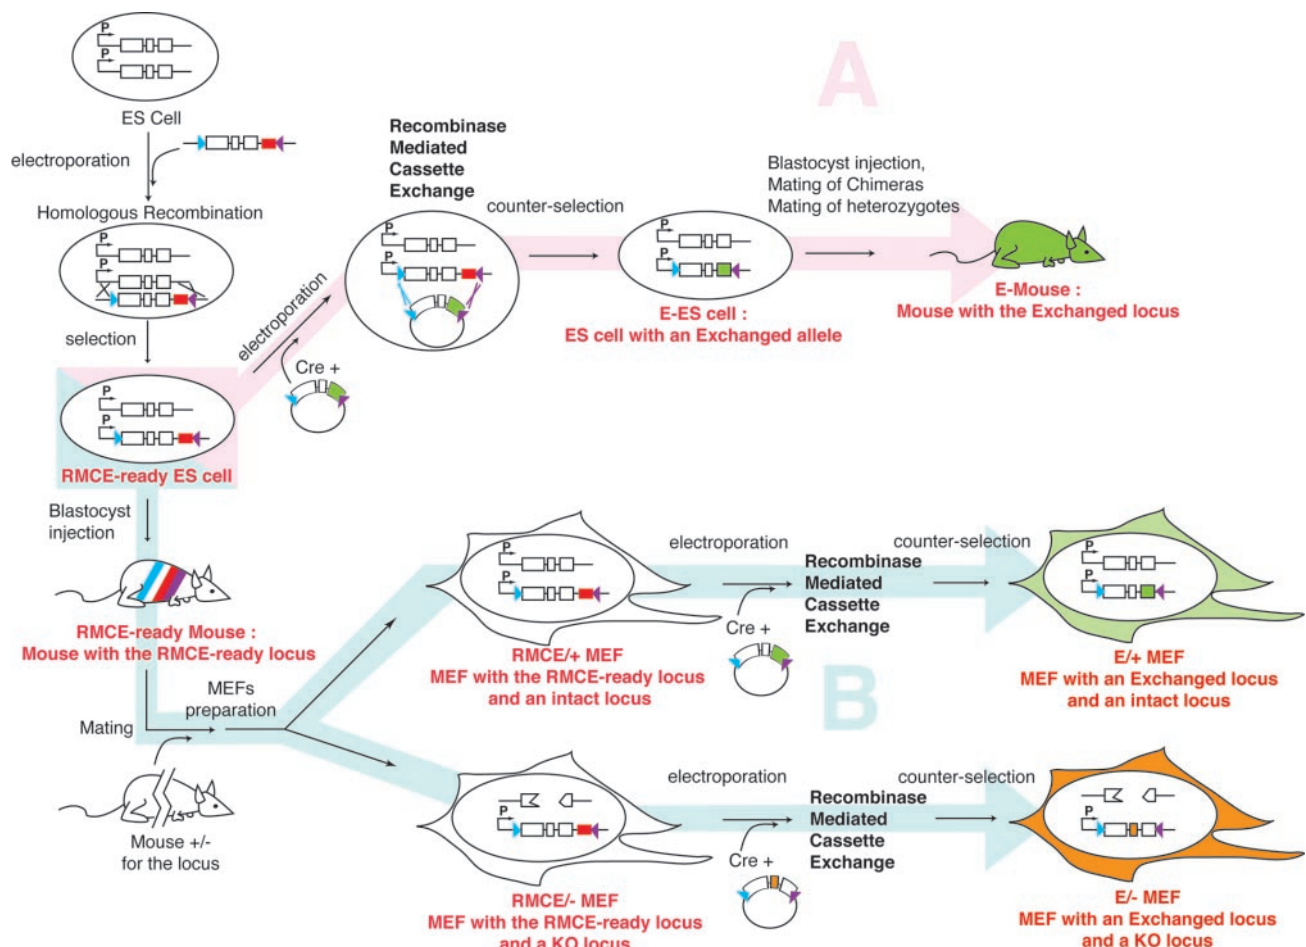 P
P
ES Cell
electroporation
Homologous Recombination
P
P
selection
P
P
RMCE-ready ES cell
electroporation
Cre +
Recombinase
Mediated
Cassette
Exchange
P
P
counter-selection
P
P
E-ES cell :
ES cell with an Exchanged allele
A
Blastocyst injection,
Mating of Chimeras
Mating of heterozygotes
E-Mouse :
Mouse with the Exchanged locus
Blastocyst
injection
RMCE-ready Mouse :
Mouse with the RMCE-ready locus
Mating
MEFs
preparation
Mouse +/-
for the locus
B
P
P
RMCE/+ MEF
MEF with the RMCE-ready locus
and an intact locus
electroporation
Cre +
Recombinase
Mediated
Cassette
Exchange
counter-selection
P
P
E/+ MEF
MEF with an Exchanged locus
and an intact locus
P
RMCE/- MEF
MEF with the RMCE-ready locus
and a KO locus
electroporation
Cre +
Recombinase
Mediated
Cassette
Exchange
counter-selection
P
E/- MEF
MEF with an Exchanged locus
and a KO locus